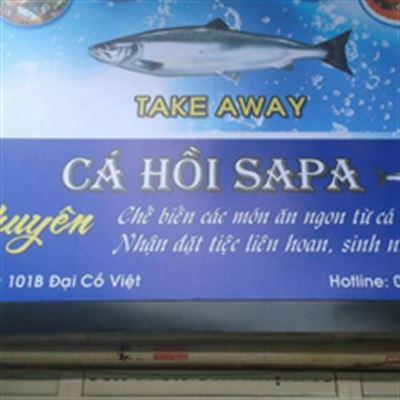 TAKE AWAY
CÁ HỒI SAPA
Chế biến các món ăn ngon từ cá
Nhận đặt tiệc liên hoan, sinh
101B Đại Cồ Việt
Hotline: 0